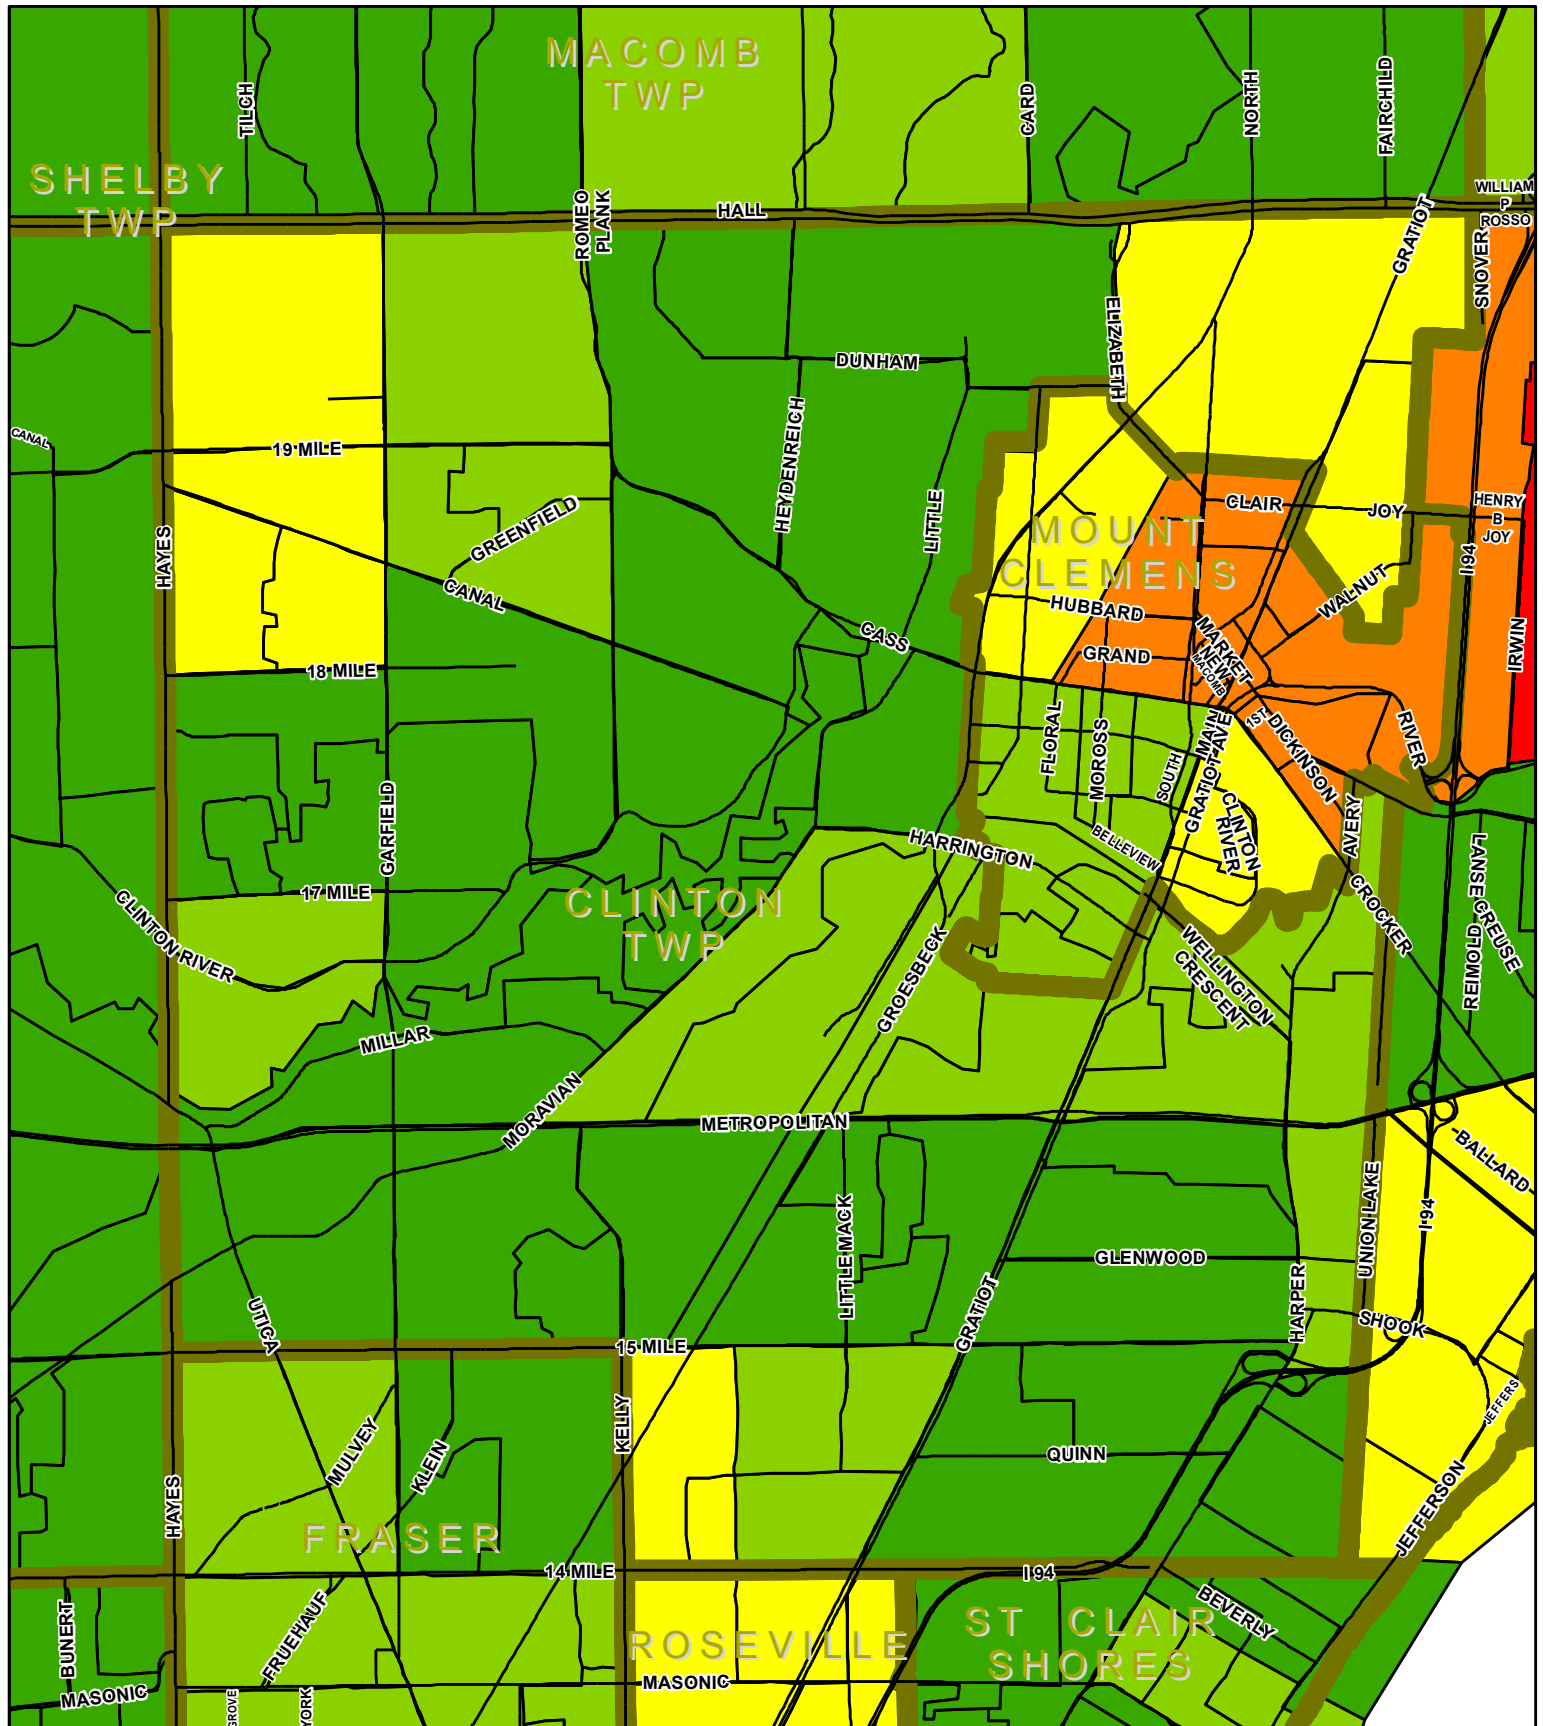 MACOMB
TWP
TILCH
CARD
NORTH
FAIRCHILD
SHELBY
TWP
ROMEO
PLANK
HALL
WILLIAM
P
ROSSO
GRATIOT
SNOVER
ELIZABETH
DUNHAM
CANAL
19 MILE
HEYDENREICH
LITTLE
GREENFIELD
CLAIR
JOY
HENRY
B
JOY
MOUNT
CLEMENS
HAYES
CANAL
I 94
WALNUT
HUBBARD
CASS
MARKET
NEW
MACOMB
GRAND
IRWIN
18 MILE
FLORAL
MOROSS
SOUTH
MAIN
GRATIOT AVE
1ST
DICKINSON
RIVER
GARFIELD
CLINTON
RIVER
AVERY
BELLEVIEW
HARRINGTON
LANSE CREUSE
REIMOLD
CROCKER
17 MILE
CLINTON
TWP
CLINTON RIVER
GROESBECK
WELLINGTON
CRESCENT
MILLAR
MORAVIAN
METROPOLITAN
BALLARD
UNION LAKE
LITTLE MACK
I 94
GLENWOOD
HARPER
UTICA
GRATIOT
SHOOK
15 MILE
JEFFERS
KELLY
MULVEY
KLEIN
QUINN
HAYES
JEFFERSON
FRASER
14 MILE
I 94
BUNERT
FRUEHAUF
BEVERLY
ST CLAIR
SHORES
ROSEVILLE
MASONIC
MASONIC
GROVE
YORK